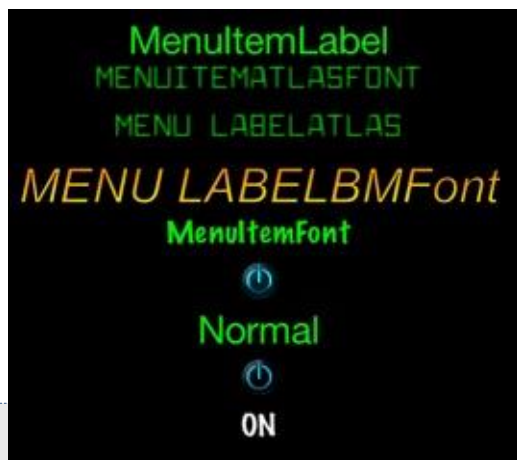 MenuItemLabel
MENUITEMATLASFONT
MENU LABELATLAS
MENU LABELBMFont
MenuItemFont
Normal
ON